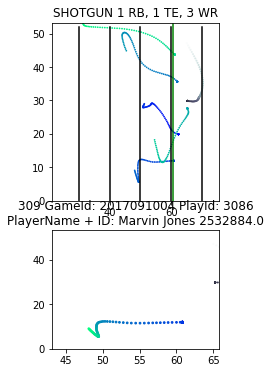 SHOTGUN 1 RB, 1 TE, 3 WR
50
40
30
20
10
0
40 60
309 GameId: 2017091004 PlayId: 3086
PlayerName + ID: Marvin Jones 2532884.0
40
20
0
45 50 55 60 65